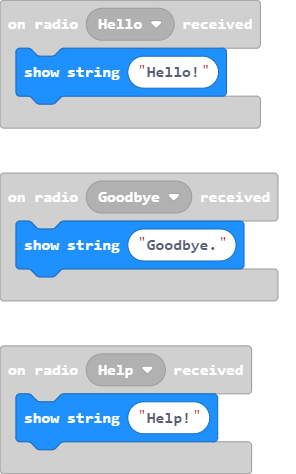 on radio Hello received
show string "Hello!"
on radio Goodbye received
show string "Goodbye."
on radio Help received
show string "Help!"